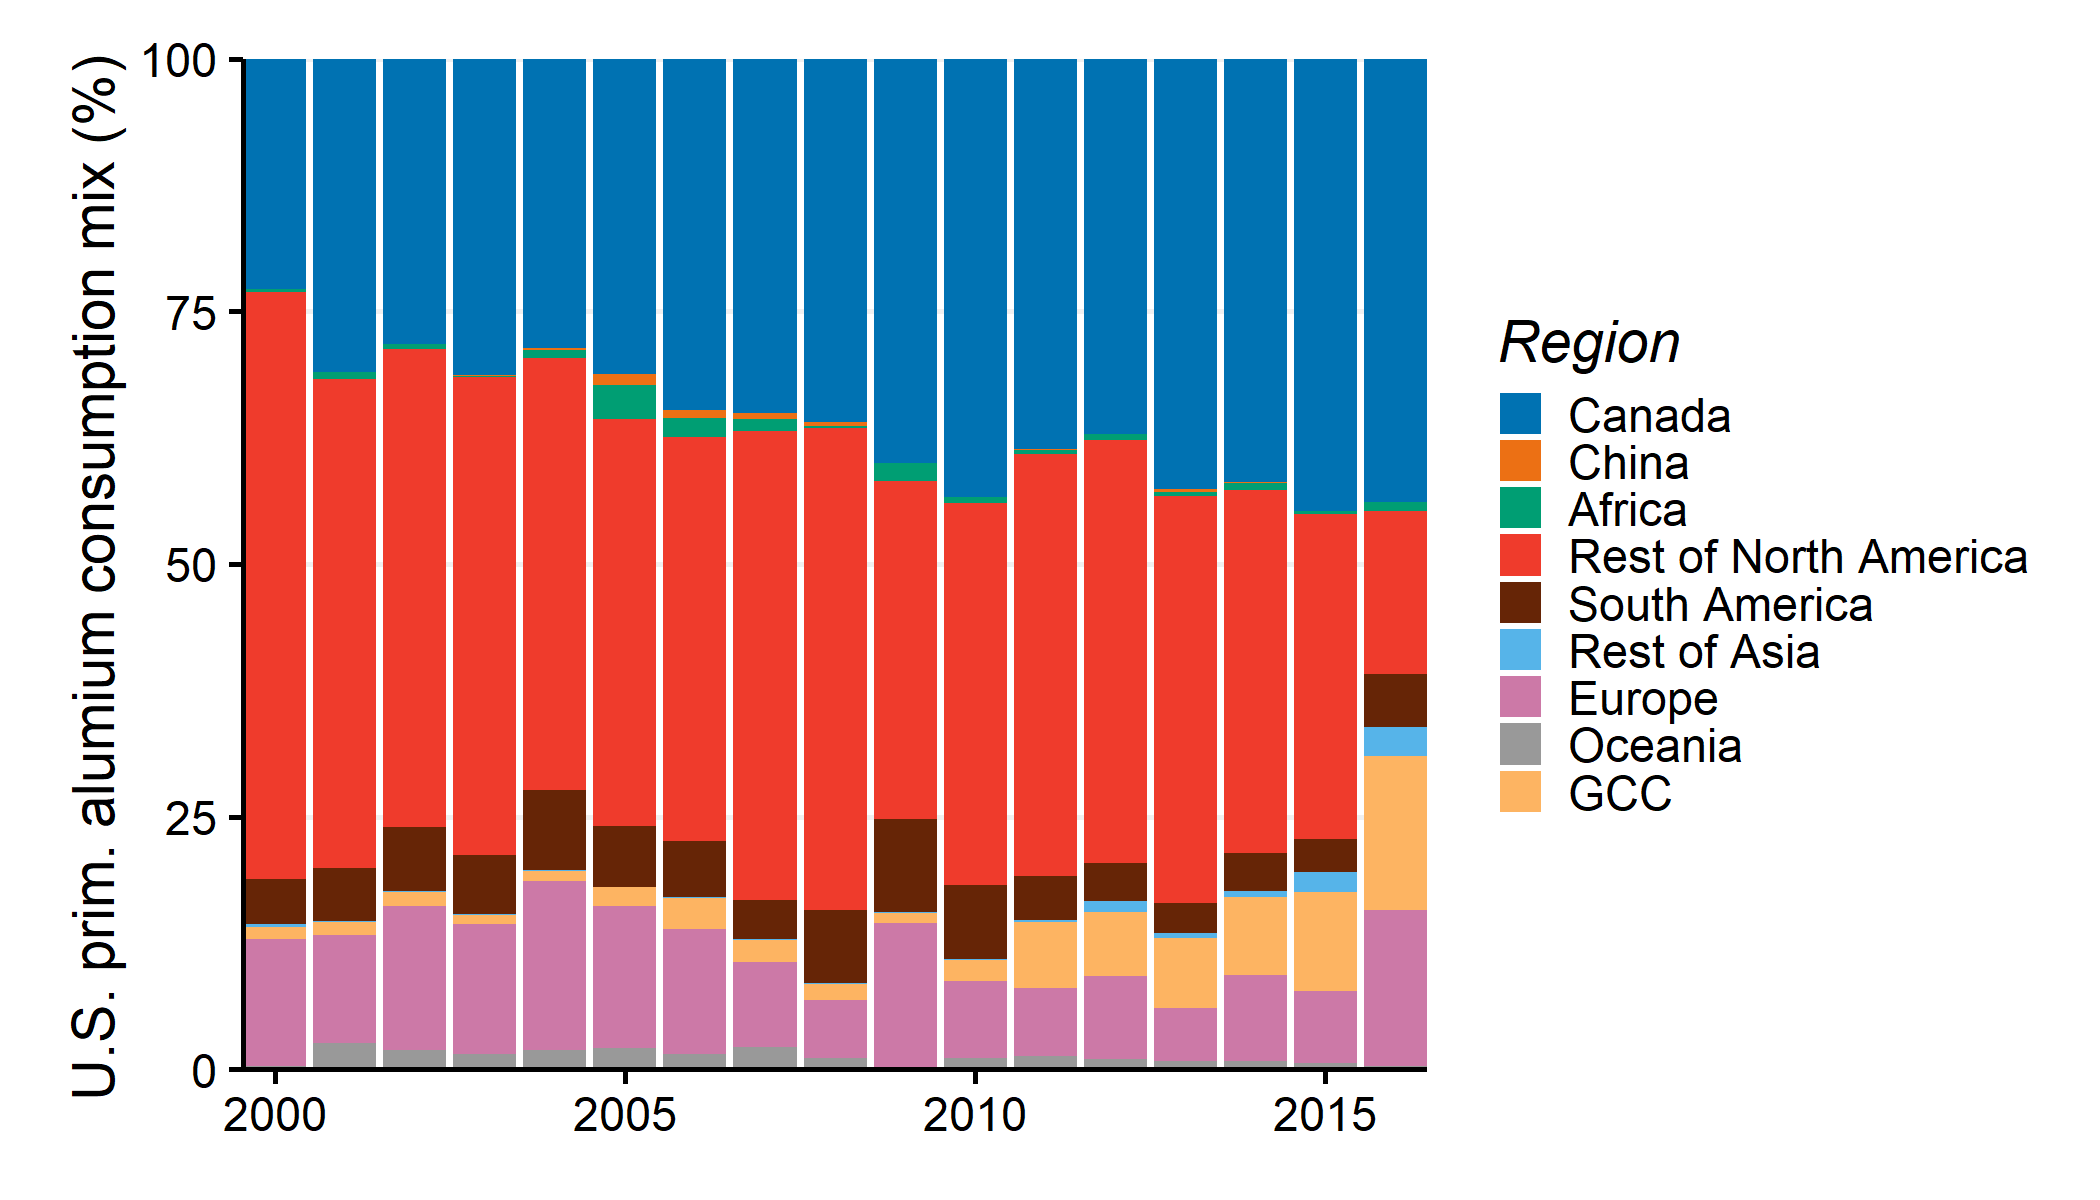 U.S. prim. alumium consumption mix (%)
100
75
50
25
0
2000
2005
2010
2015
Region
Canada
China
Africa
Rest of North America
South America
Rest of Asia
Europe
Oceania
GCC